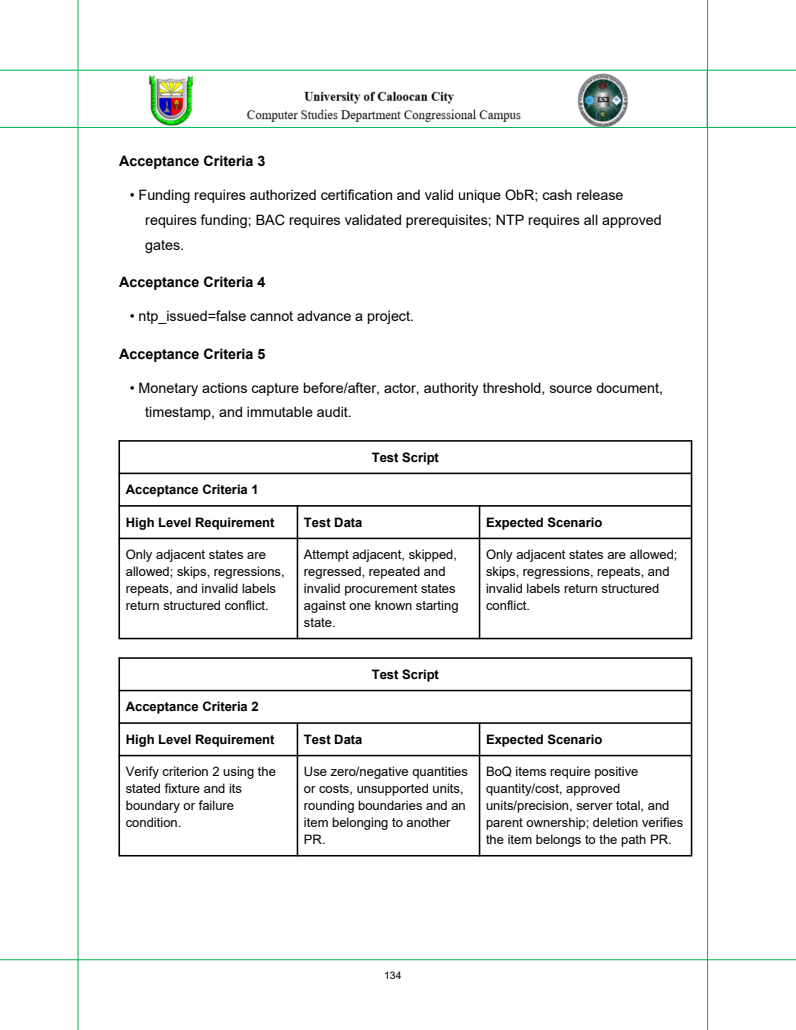 University of Caloocan City
Computer Studies Department Congressional Campus
Acceptance Criteria 3
• Funding requires authorized certification and valid unique ObR; cash release
requires funding; BAC requires validated prerequisites; NTP requires all approved
gates.
Acceptance Criteria 4
• ntp_issued=false cannot advance a project.
Acceptance Criteria 5
• Monetary actions capture before/after, actor, authority threshold, source document,
timestamp, and immutable audit.
Test Script
Acceptance Criteria 1
High Level Requirement
Test Data
Expected Scenario
Only adjacent states are
allowed; skips, regressions,
repeats, and invalid labels
return structured conflict.
Attempt adjacent, skipped,
regressed, repeated and
invalid procurement states
against one known starting
state.
Only adjacent states are allowed;
skips, regressions, repeats, and
invalid labels return structured
conflict.
Test Script
Acceptance Criteria 2
High Level Requirement
Test Data
Expected Scenario
Verify criterion 2 using the
stated fixture and its
boundary or failure
condition.
Use zero/negative quantities
or costs, unsupported units,
rounding boundaries and an
item belonging to another
PR.
BoQ items require positive
quantity/cost, approved
units/precision, server total, and
parent ownership; deletion verifies
the item belongs to the path PR.
134